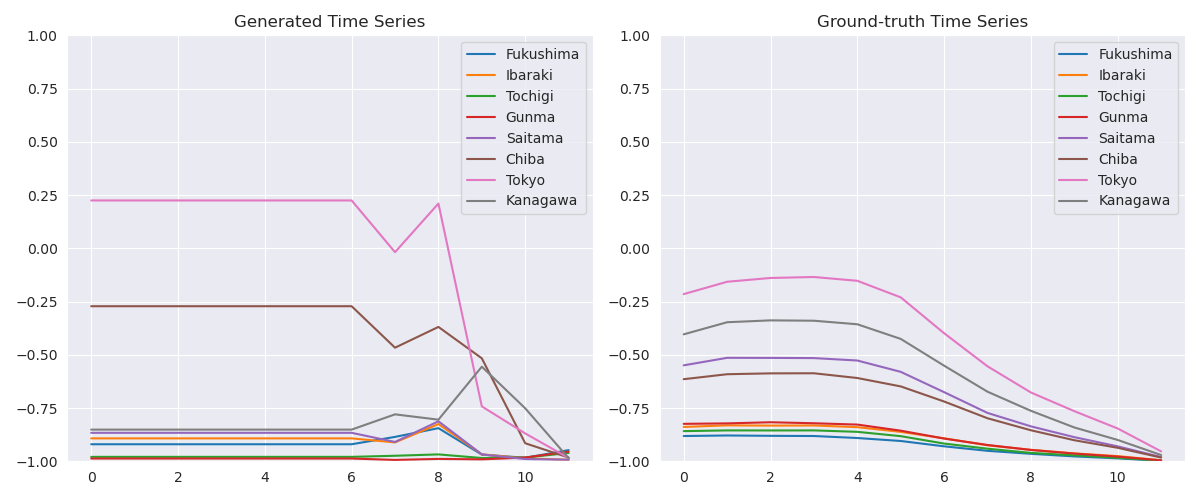 Generated Time Series
1.00
0.75
0.50
0.25
0.00
−0.25
−0.50
−0.75
−1.00
0 2 4 6 8 10
Fukushima
Ibaraki
Tochigi
Gunma
Saitama
Chiba
Tokyo
Kanagawa
Ground-truth Time Series
1.00
0.75
0.50
0.25
0.00
−0.25
−0.50
−0.75
−1.00
0 2 4 6 8 10
Fukushima
Ibaraki
Tochigi
Gunma
Saitama
Chiba
Tokyo
Kanagawa